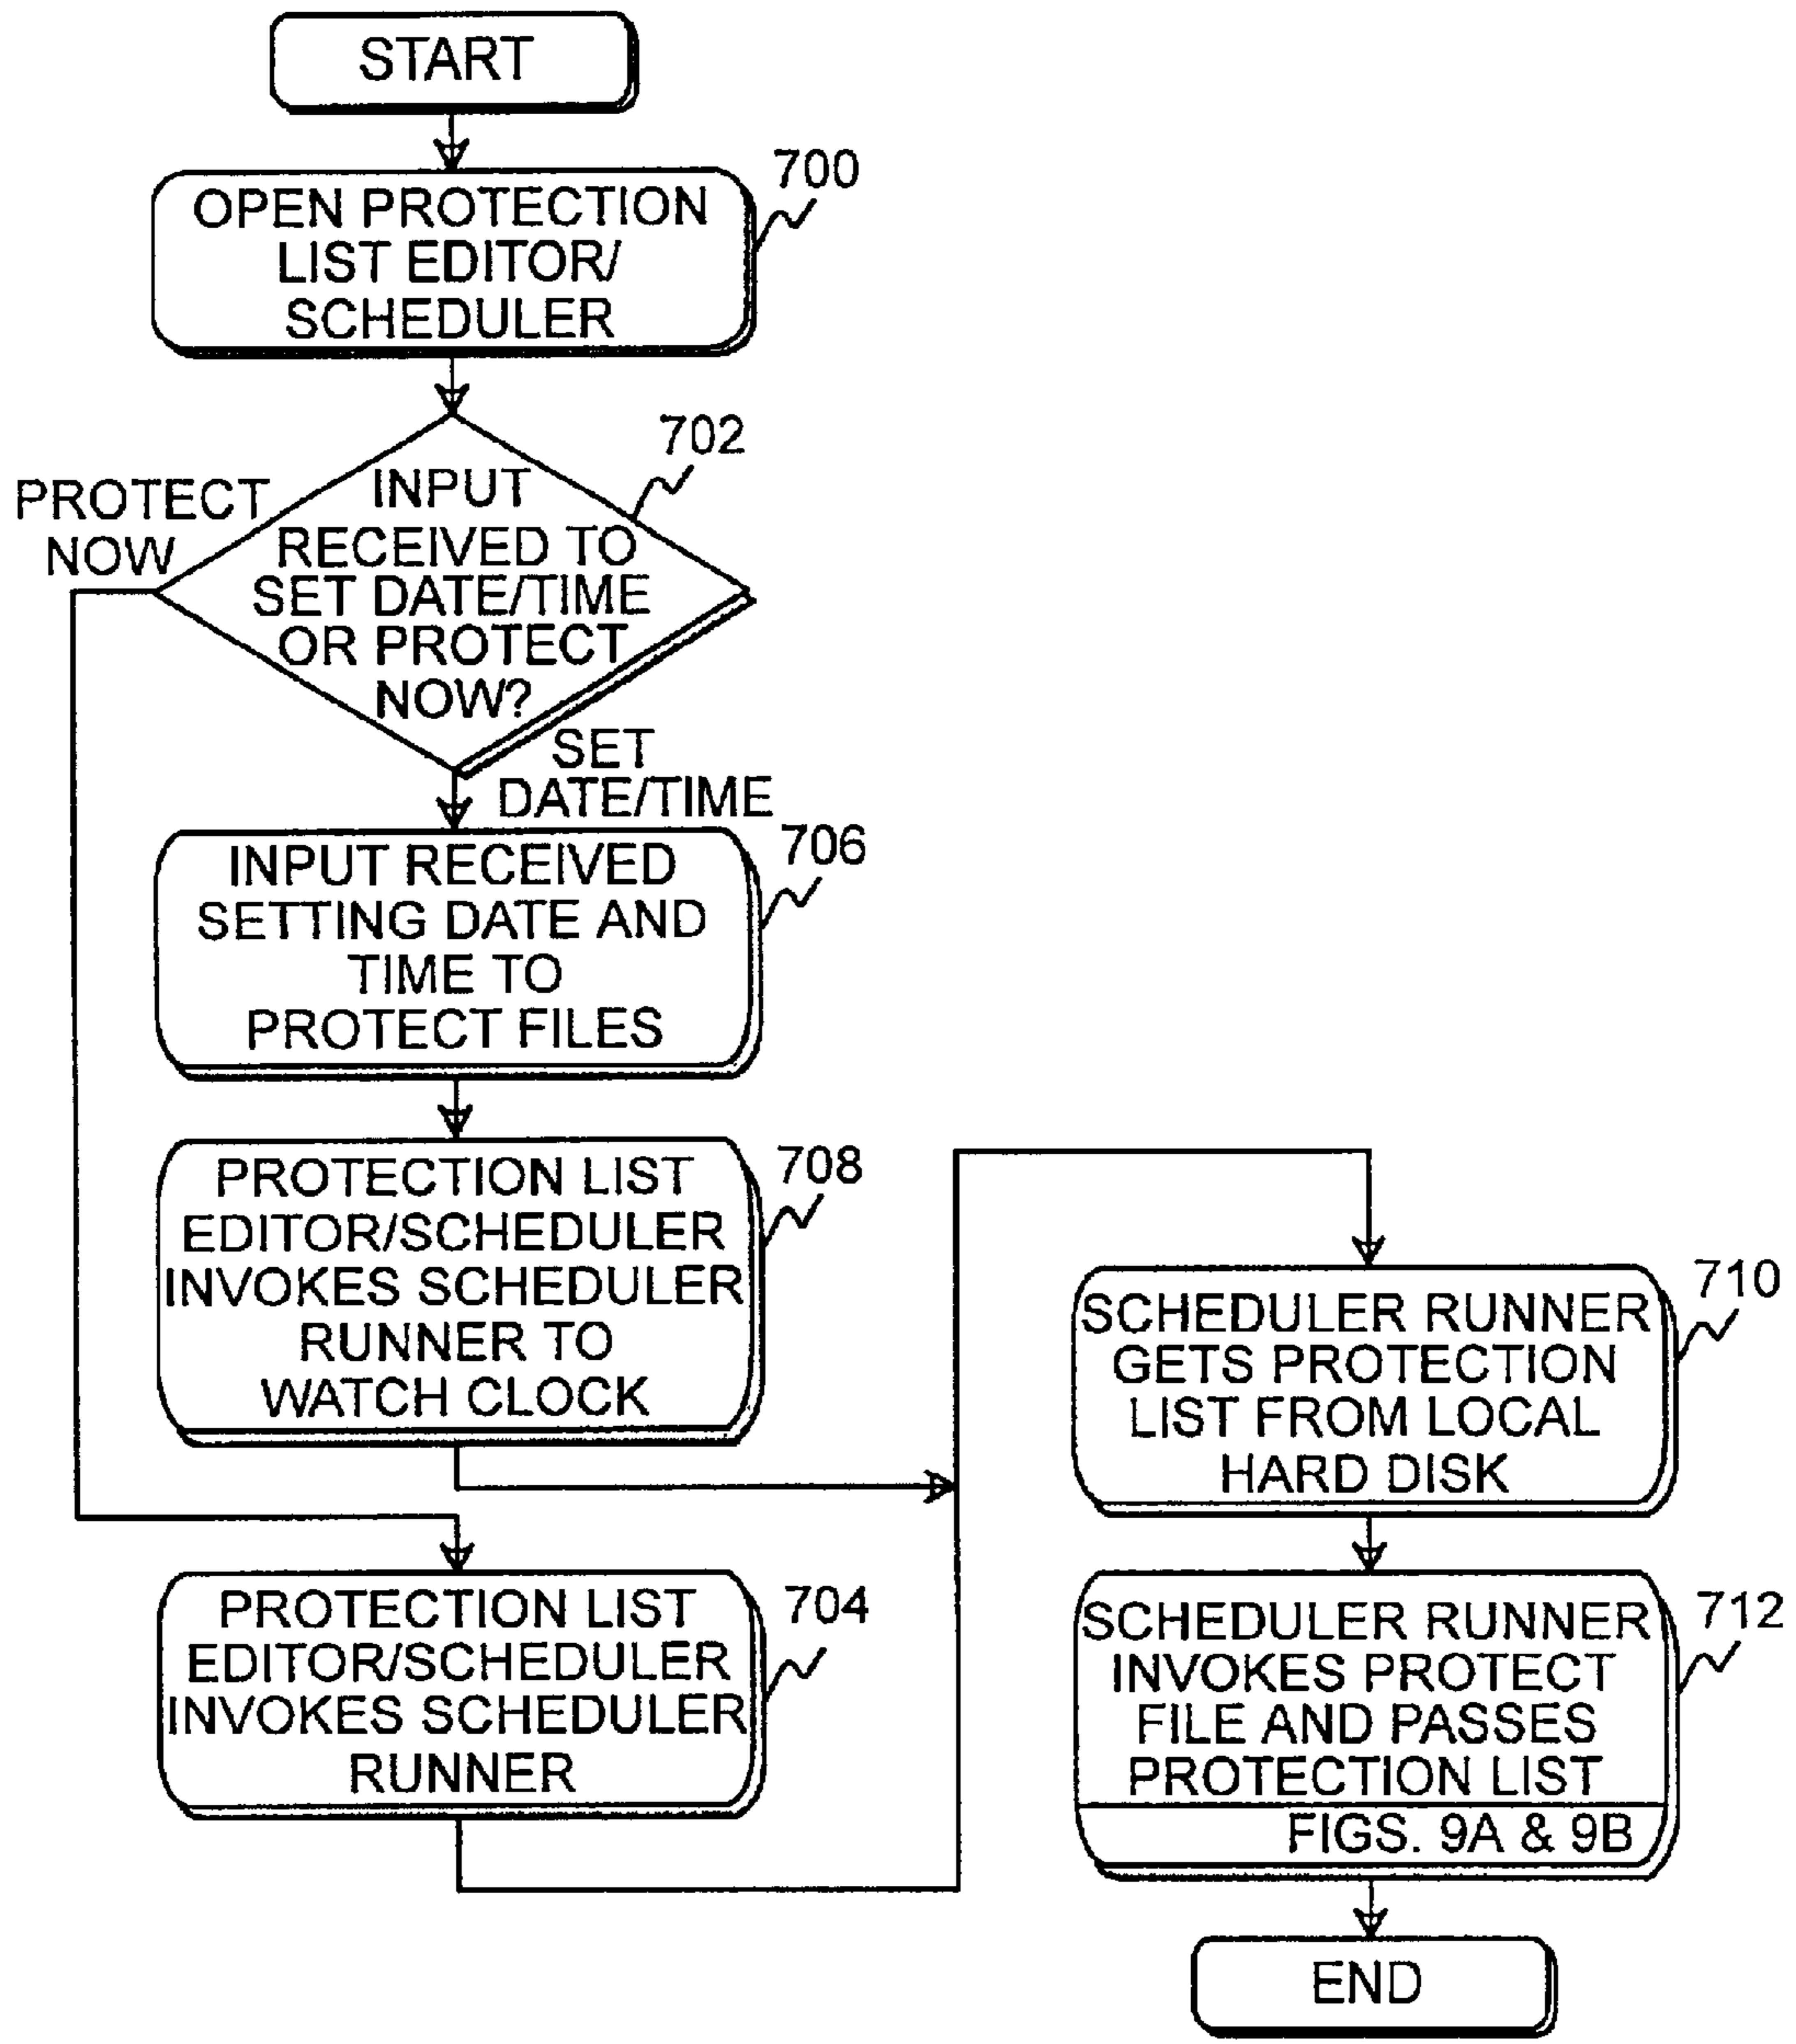 START
700
OPEN PROTECTION
LIST EDITOR/
SCHEDULER
702
PROTECT
NOW
INPUT
RECEIVED TO
SET DATE/TIME
OR PROTECT
NOW?
SET
DATE/TIME
706
INPUT RECEIVED
SETTING DATE AND
TIME TO
PROTECT FILES
708
PROTECTION LIST
EDITOR/SCHEDULER
INVOKES SCHEDULER
RUNNER TO
WATCH CLOCK
704
PROTECTION LIST
EDITOR/SCHEDULER
INVOKES SCHEDULER
RUNNER
710
SCHEDULER RUNNER
GETS PROTECTION
LIST FROM LOCAL
HARD DISK
712
SCHEDULER RUNNER
INVOKES PROTECT
FILE AND PASSES
PROTECTION LIST
FIGS. 9A & 9B
END